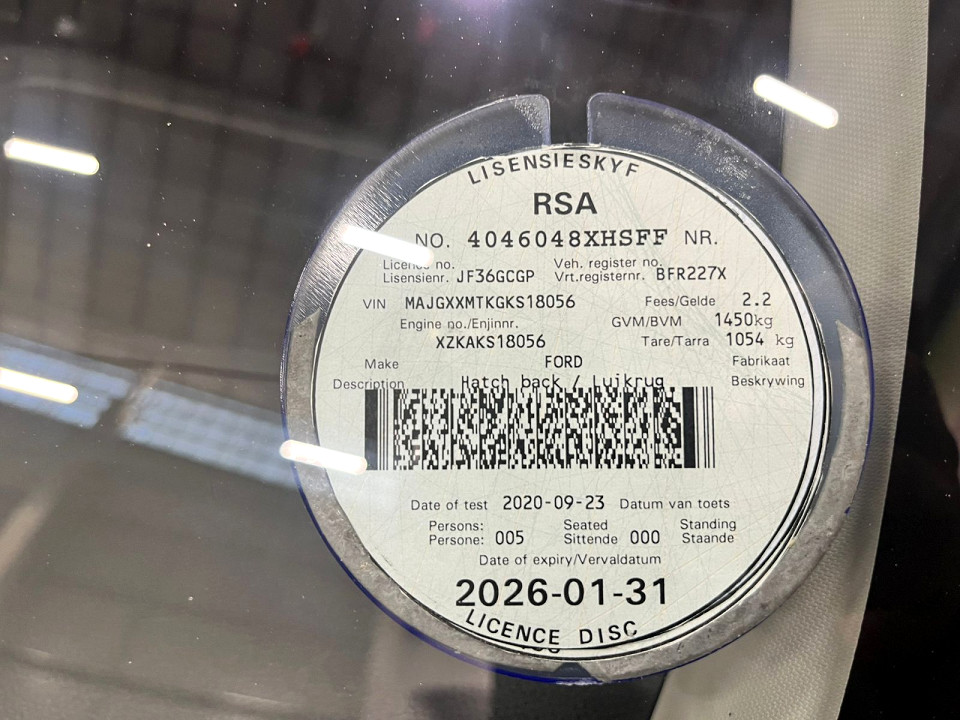 LISENSIESKYF
RSA
NO. 4046048XHSFF NR.
Licence no. Veh. register no.
Lisensienr. JF36GCGP Vrt.registernr. BFR227X
VIN MAJGXXMTKGKS18056 Fees/Gelde 2.2
Engine no./Enjinnr. GVM/BVM 1450kg
XZKAKS18056 Tare/Tarra 1054 kg
Make FORD Fabrikaat
Description Hatch back / Luikrug Beskrywing
Date of test 2020-09-23 Datum van toets
Persons: Seated Standing
Persone: 005 Sittende 000 Staande
Date of expiry/Vervaldatum
2026-01-31
LICENCE DISC